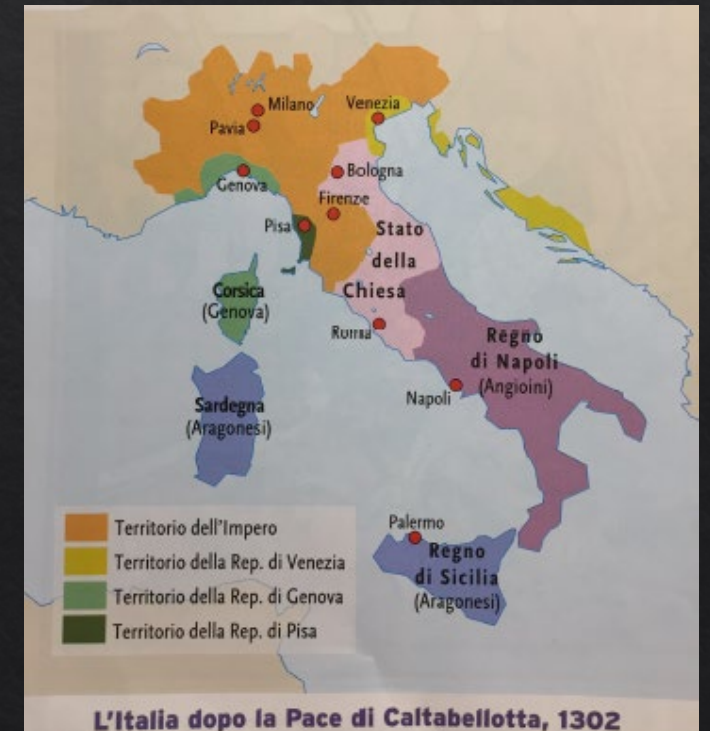 Milano
Venezia
Pavia
Bologna
Genova
Firenze
Pisa
Stato
della
Chiesa
Corsica
(Genova)
Roma
Regno
di Napoli
(Angioini)
Napoli
Sardegna
(Aragonesi)
Palermo
Regno
di Sicilia
(Aragonesi)
Territorio dell'Impero
Territorio della Rep. di Venezia
Territorio della Rep. di Genova
Territorio della Rep. di Pisa
L'Italia dopo la Pace di Caltabellotta, 1302